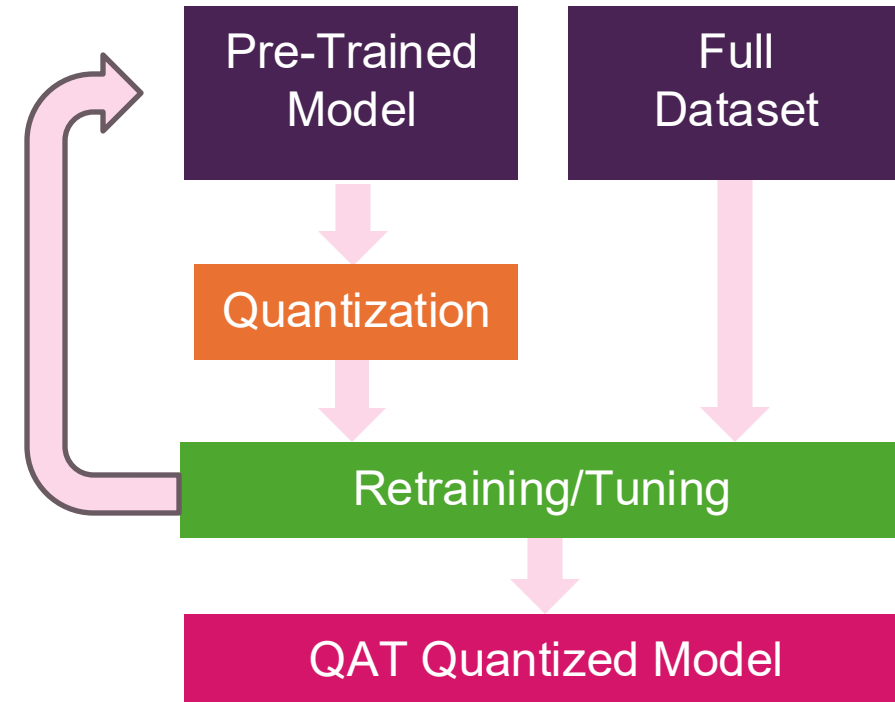 Pre-Trained
Model
Full
Dataset
Quantization
Retraining/Tuning
QAT Quantized Model